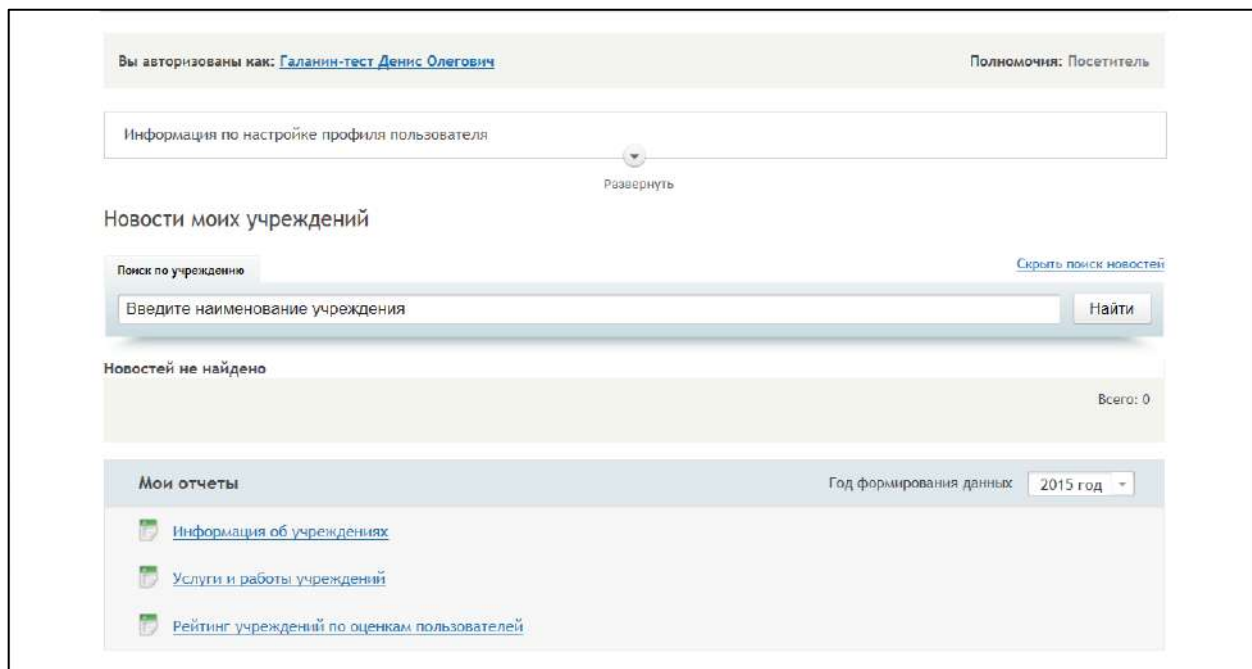 Вы авторизованы как: Галанин-тест Денис Олегович Полномочия: Посетитель
Информация по настройке профиля пользователя
Развернуть
Новости моих учреждений
Поиск по учреждению Скрыть поиск новостей
Введите наименование учреждения Найти
Новостей не найдено
Всего: 0
Мои отчеты Год формирования данных 2015 год
Информация об учреждениях
Услуги и работы учреждений
Рейтинг учреждений по оценкам пользователей